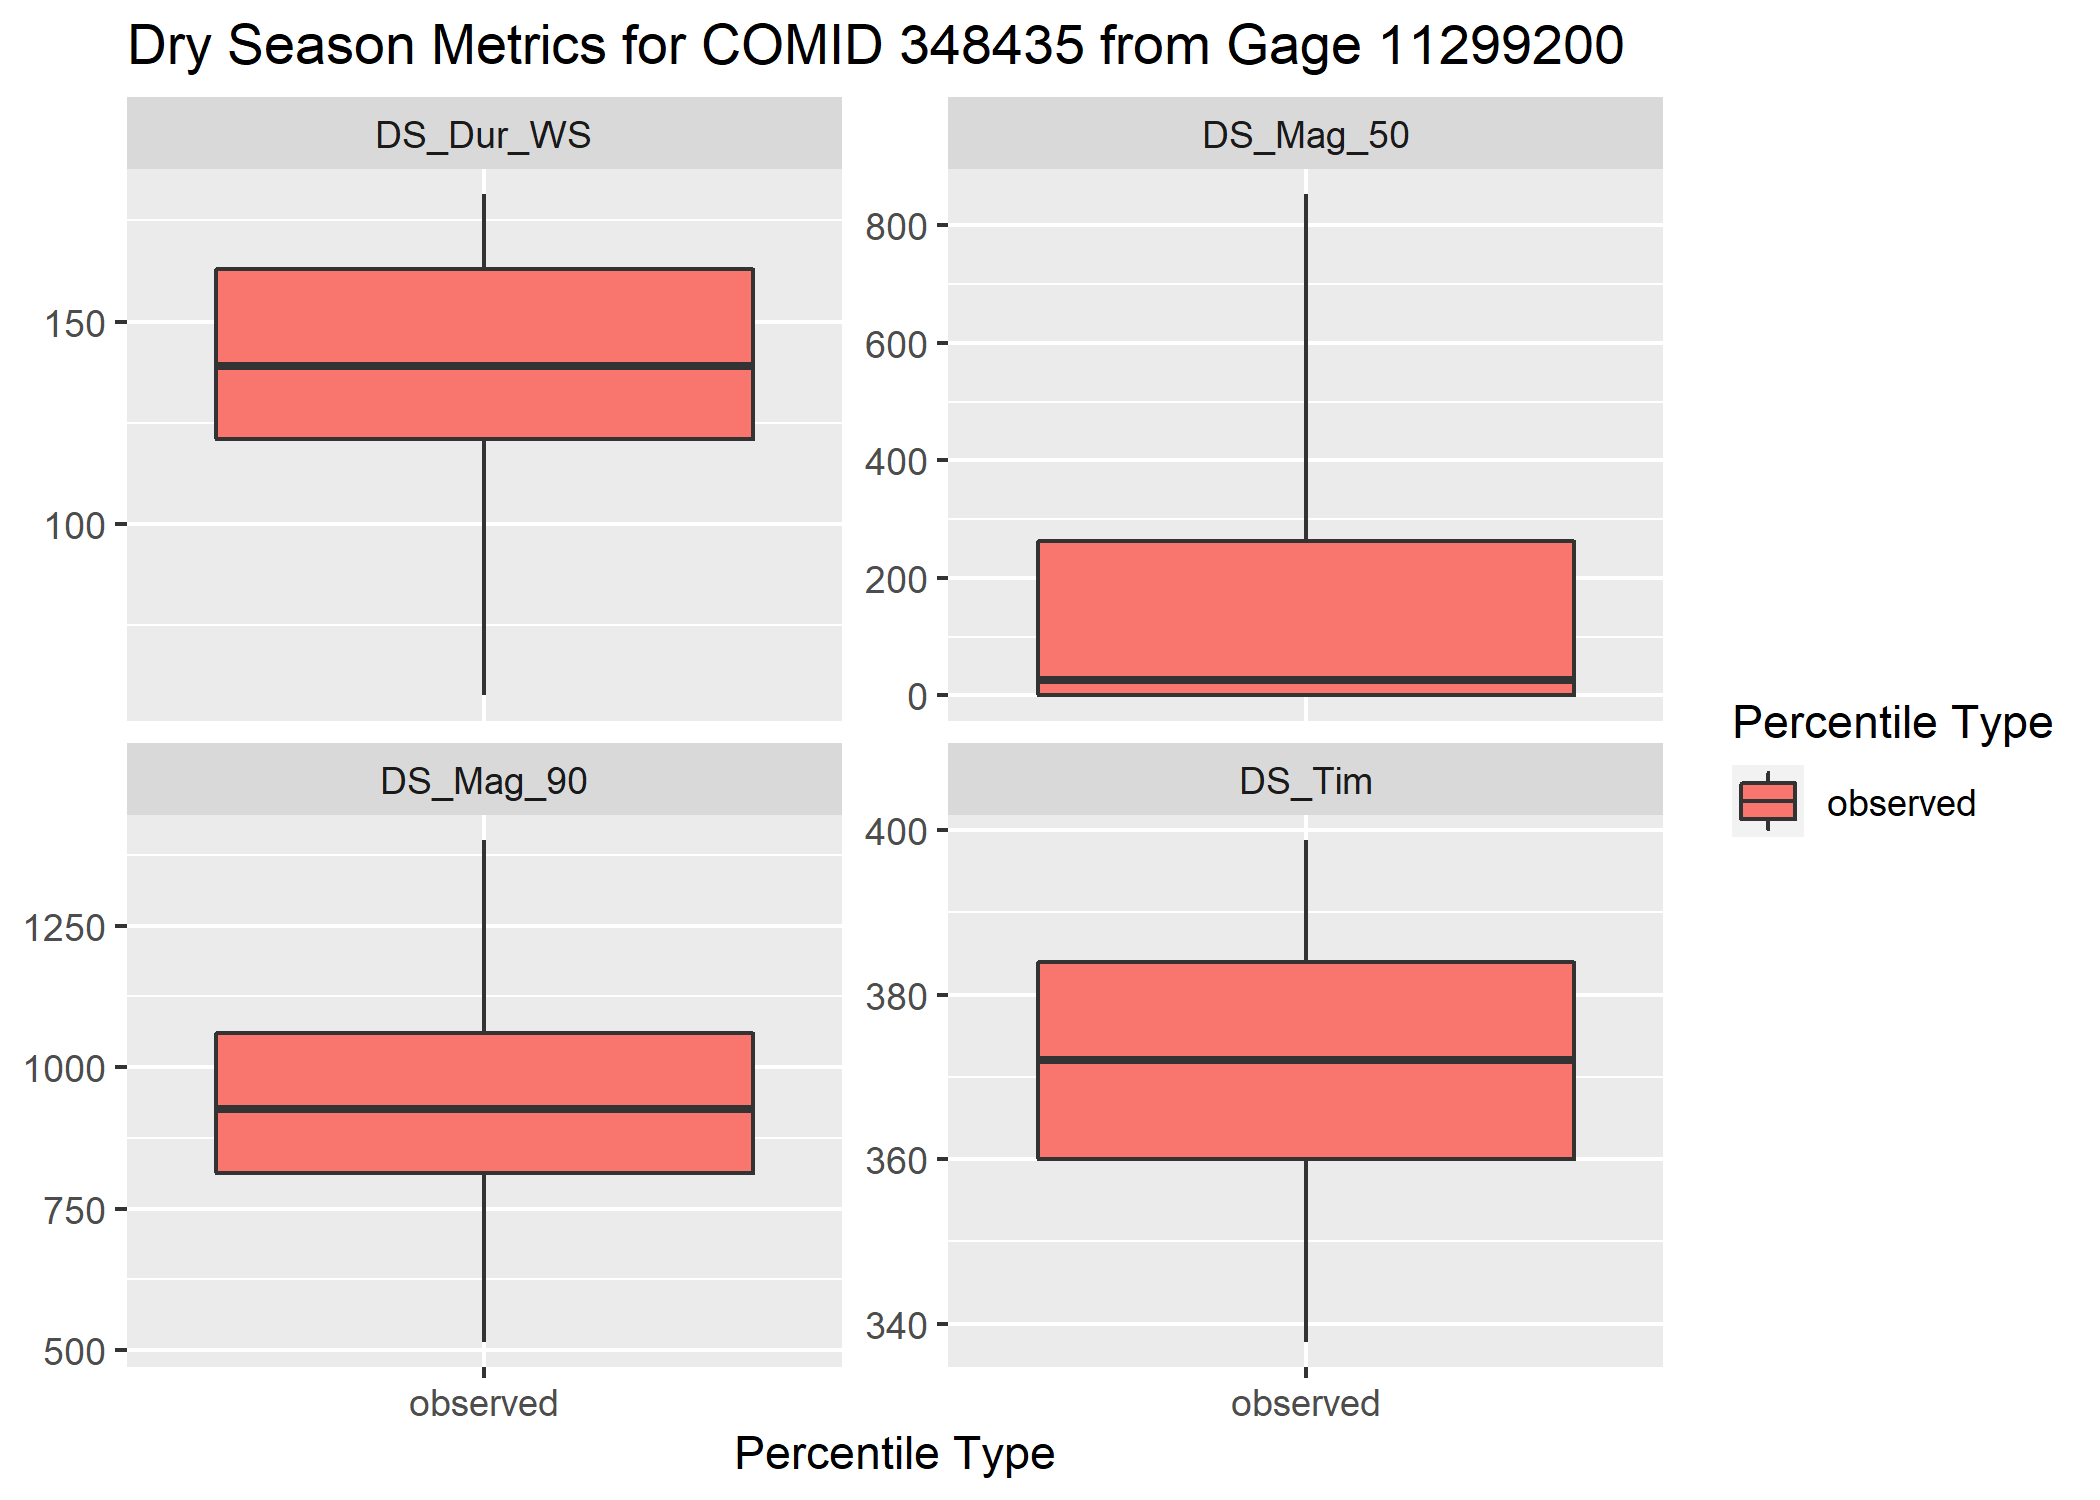 Dry Season Metrics for COMID 348435 from Gage 11299200
DS_Dur_WS
150
100
DS_Mag_50
800
600
400
200
0
DS_Mag_90
1250
1000
750
500
observed
DS_Tim
400
380
360
340
observed
Percentile Type
Percentile Type
observed